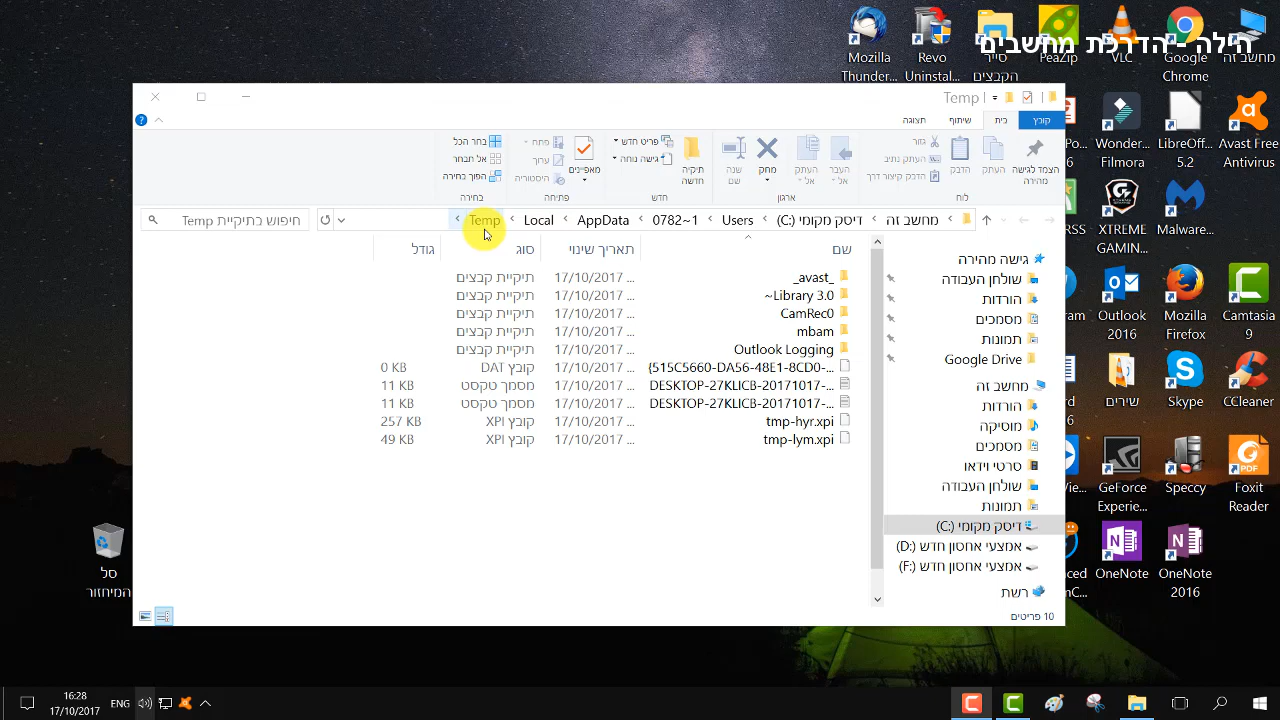 הילה - הדרכת מחשבים
Mozilla Thunder...
Revo Uninstal...
סייר הקבצים
PeaZip
VLC
Google Chrome
מחשב זה
Temp
קובץ
בית
שיתוף
תצוגה
הצמד לגישה מהירה
העתק
הדבק
גזור
העתק נתיב
הדבק קיצור דרך
לוח
העבר אל
העתק אל
מחק
שנה שם
ארגון
תיקיה חדשה
פריט חדש
גישה נוחה
חדש
מאפיינים
פתח
ערוך
היסטוריה
פתיחה
בחר הכל
אל תבחר
הפוך בחירה
בחירה
מחשב זה
דיסק מקומי (C:)
Users
0782~1
AppData
Local
Temp
חיפוש בתיקיית Temp
שם
תאריך שינוי
סוג
גודל
_avast_ 17/10/2017 ... תיקיית קבצים
~Library 3.0 17/10/2017 ... תיקיית קבצים
CamRec0 17/10/2017 ... תיקיית קבצים
mbam 17/10/2017 ... תיקיית קבצים
Outlook Logging 17/10/2017 ... תיקיית קבצים
{515C5660-DA56-48E1-8CD0-... 17/10/2017 ... קובץ DAT 0 KB
DESKTOP-27KLICB-20171017-... 17/10/2017 ... מסמך טקסט 11 KB
DESKTOP-27KLICB-20171017-... 17/10/2017 ... מסמך טקסט 11 KB
tmp-hyr.xpi 17/10/2017 ... קובץ XPI 257 KB
tmp-lym.xpi 17/10/2017 ... קובץ XPI 49 KB
גישה מהירה
שולחן העבודה
הורדות
מסמכים
תמונות
Google Drive
מחשב זה
הורדות
מוסיקה
מסמכים
סרטי וידאו
שולחן העבודה
תמונות
דיסק מקומי (C:)
אמצעי אחסון חדש (D:)
אמצעי אחסון חדש (F:)
רשת
10 פריטים
Wonder... Filmora
LibreOff... 5.2
Avast Free Antivirus
XTREME GAMIN...
Malware...
Outlook 2016
Mozilla Firefox
Camtasia 9
שירים
Skype
CCleaner
GeForce Experie...
Speccy
Foxit Reader
OneNote
OneNote 2016
סל המיחזור
16:28
17/10/2017
ENG